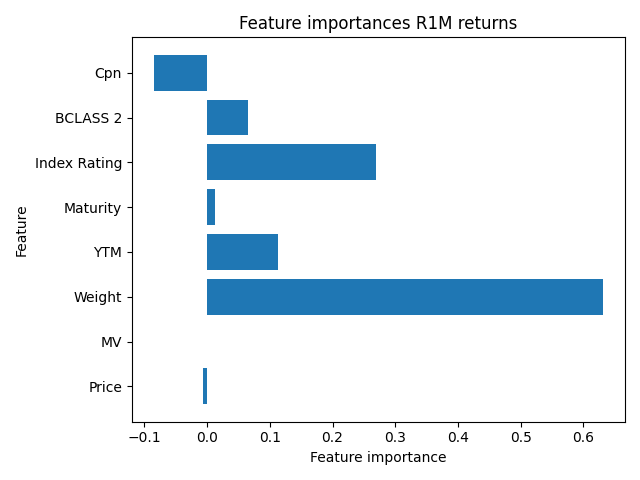 Feature importances R1M returns
Cpn
BCLASS 2
Index Rating
Maturity
YTM
Weight
MV
Price
Feature
−0.1 0.0 0.1 0.2 0.3 0.4 0.5 0.6
Feature importance